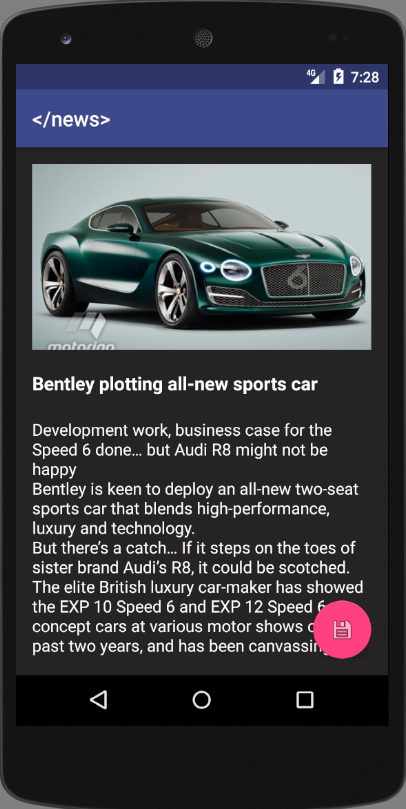 4G 7:28
</news>
motoring
Bentley plotting all-new sports car
Development work, business case for the
Speed 6 done… but Audi R8 might not be
happy
Bentley is keen to deploy an all-new two-seat
sports car that blends high-performance,
luxury and technology.
But there’s a catch… If it steps on the toes of
sister brand Audi’s R8, it could be scotched.
The elite British luxury car-maker has showed
the EXP 10 Speed 6 and EXP 12 Speed 6
concept cars at various motor shows
past two years, and has been canvassing